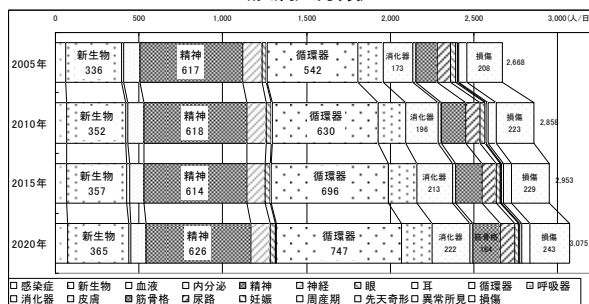 0 500 1,000 1,500 2,000 2,500 3,000(人/日)
2005年 新生物 336 精神 617 循環器 542 消化器 173 損傷 208 2,668
2010年 新生物 352 精神 618 循環器 630 消化器 196 損傷 223 2,858
2015年 新生物 357 精神 614 循環器 696 消化器 213 損傷 229 2,953
2020年 新生物 365 精神 626 循環器 747 消化器 222 筋骨格 184 損傷 243 3,075
感染症 新生物 血液 内分泌 精神 神経 眼 耳 循環器 呼吸器
消化器 皮膚 筋骨格 尿路 妊娠 周産期 先天奇形 異常所見 損傷